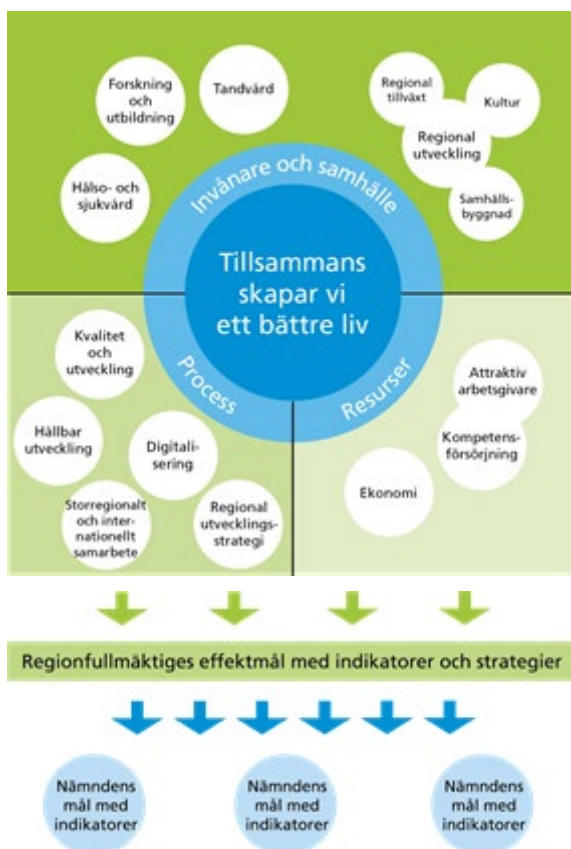 Forskning
och
utbildning
Tandvård
Hälso- och
sjukvård
Regional
tillväxt
Kultur
Regional
utveckling
Samhälls-
byggnad
Invånare och samhälle
Tillsammans
skapar vi
ett bättre liv
Process
Resurser
Kvalitet
och
utveckling
Hållbar
utveckling
Digitali-
sering
Storregionalt
och inter-
nationellt
samarbete
Regional
utvecklings-
strategi
Attraktiv
arbetsgivare
Kompetens-
försörjning
Ekonomi
Regionfullmäktiges effektmål med indikatorer och strategier
Nämndens
mål med
indikatorer
Nämndens
mål med
indikatorer
Nämndens
mål med
indikatorer